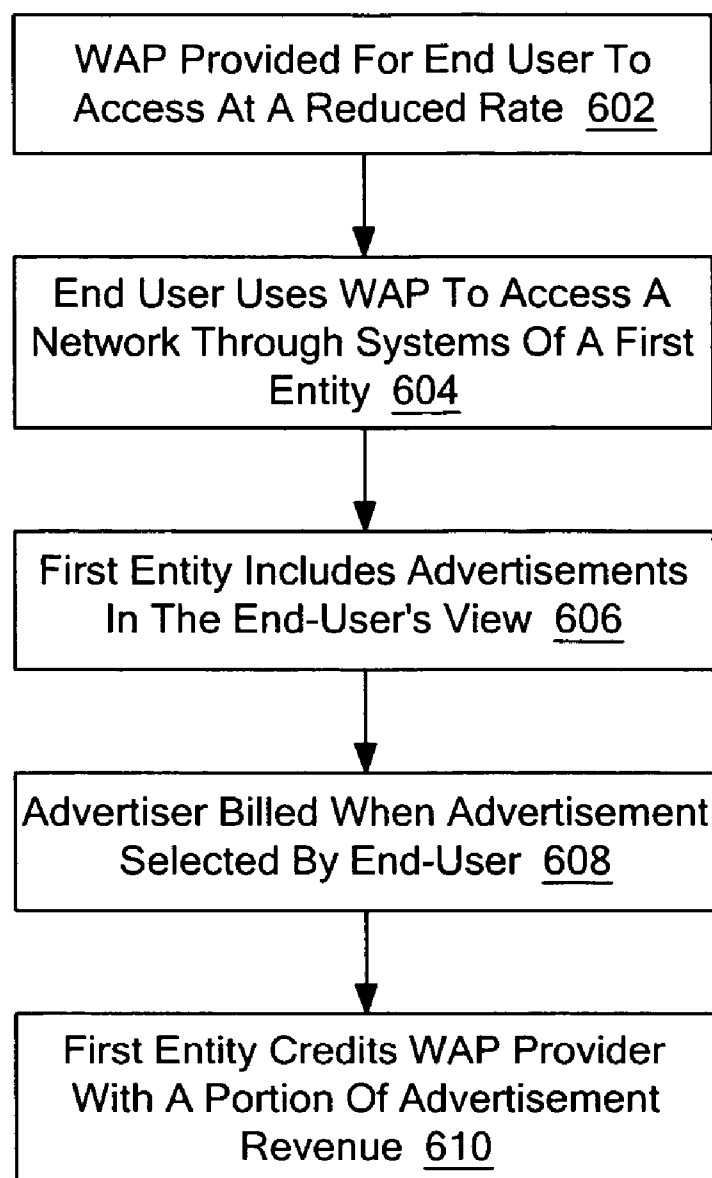 WAP Provided For End User To
Access At A Reduced Rate 602
End User Uses WAP To Access A
Network Through Systems Of A First
Entity 604
First Entity Includes Advertisements
In The End-User's View 606
Advertiser Billed When Advertisement
Selected By End-User 608
First Entity Credits WAP Provider
With A Portion Of Advertisement
Revenue 610